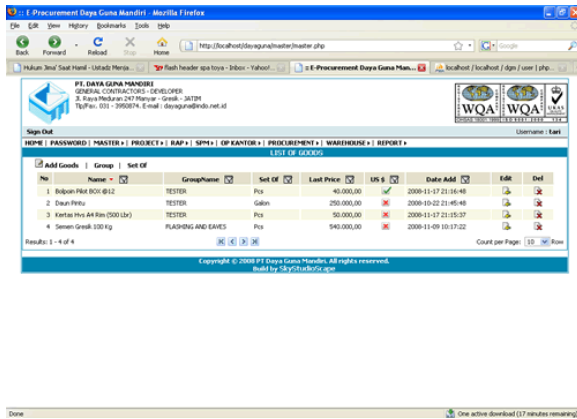 :: E-Procurement Daya Guna Mandiri - Mozilla Firefox
File Edit View History Bookmarks Tools Help
Back Forward Reload Stop Home http://localhost/dayaguna/master/master.php Google
Hukum Jima' Saat Hamil - Ustadz Menja... flash header spa toya - Inbox - Yahoo!... :: E-Procurement Daya Guna Man... localhost / localhost / dgm / user | php...
PT. DAYA GUNA MANDIRI
GENERAL CONTRACTORS - DEVELOPER
Jl. Raya Meduran 247 Manyar - Gresik - JATIM
Tlp/Fax. 031 - 3950874. E-mail : dayaguna@indo.net.id
WQA WQA UKAS
Sign Out Username : tari
HOME | PASSWORD | MASTER | PROJECT | RAP | SPM | OP KANTOR | PROCUREMENT | WAREHOUSE | REPORT
LIST OF GOODS
Add Goods | Group | Set Of
No Name GroupName Set Of Last Price US $ Date Add Edit Del
1 Bolpoin Pilot BOX @12 TESTER Pcs 40.000,00 2008-11-17 21:16:48
2 Daun Pintu TESTER Galon 250.000,00 2008-10-22 21:45:48
3 Kertas Hvs A4 Rim (500 Lbr) TESTER Pcs 50.000,00 2008-11-17 21:15:37
4 Semen Gresik 100 Kg FLASHING AND EAVES Pcs 540.000,00 2008-11-09 10:17:22
Results: 1 - 4 of 4 Count per Page: 10 Row
Copyright © 2008 PT Daya Guna Mandiri. All rights reserved.
Build by SkyStudioScape
Done One active download (17 minutes remaining)